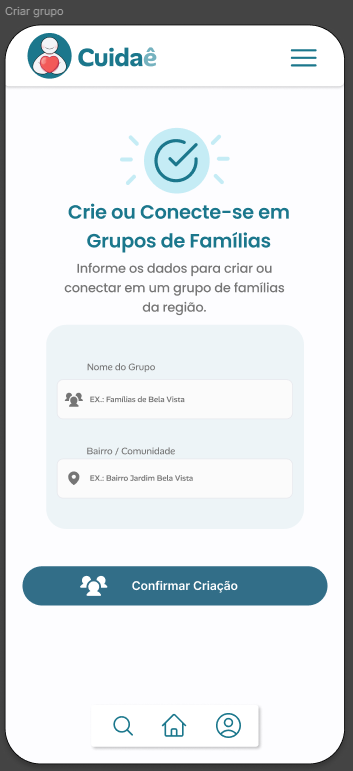 Criar grupo
Cuidaê
Crie ou Conecte-se em
Grupos de Famílias
Informe os dados para criar ou
conectar em um grupo de famílias
da região.
Nome do Grupo
EX.: Famílias de Bela Vista
Bairro / Comunidade
EX.: Bairro Jardim Bela Vista
Confirmar Criação